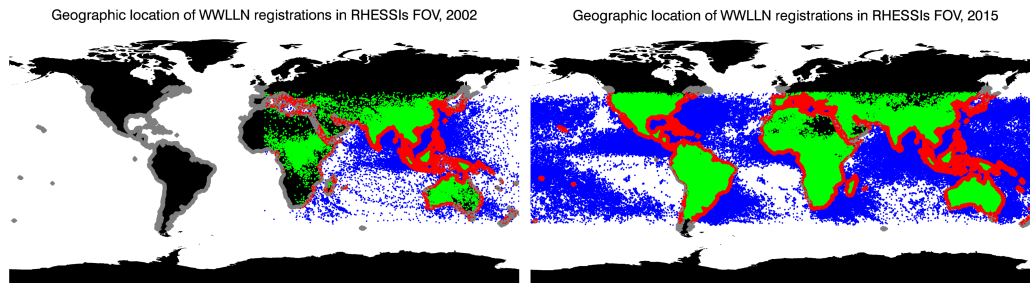 Geographic location of WWLLN registrations in RHESSIs FOV, 2002
Geographic location of WWLLN registrations in RHESSIs FOV, 2015